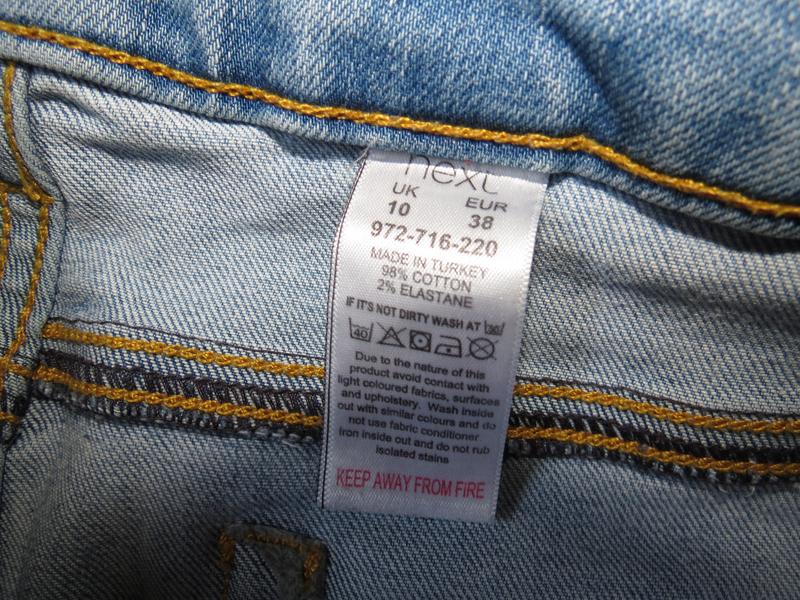 next
UK EUR
10 38
972-716-220
MADE IN TURKEY
98% COTTON
2% ELASTANE
IF IT'S NOT DIRTY WASH AT 30
40
Due to the nature of this
product avoid contact with
light coloured fabrics, surfaces
and upholstery. Wash inside
out with similar colours and do
not use fabric conditioner
Iron inside out and do not rub
isolated stains
KEEP AWAY FROM FIRE